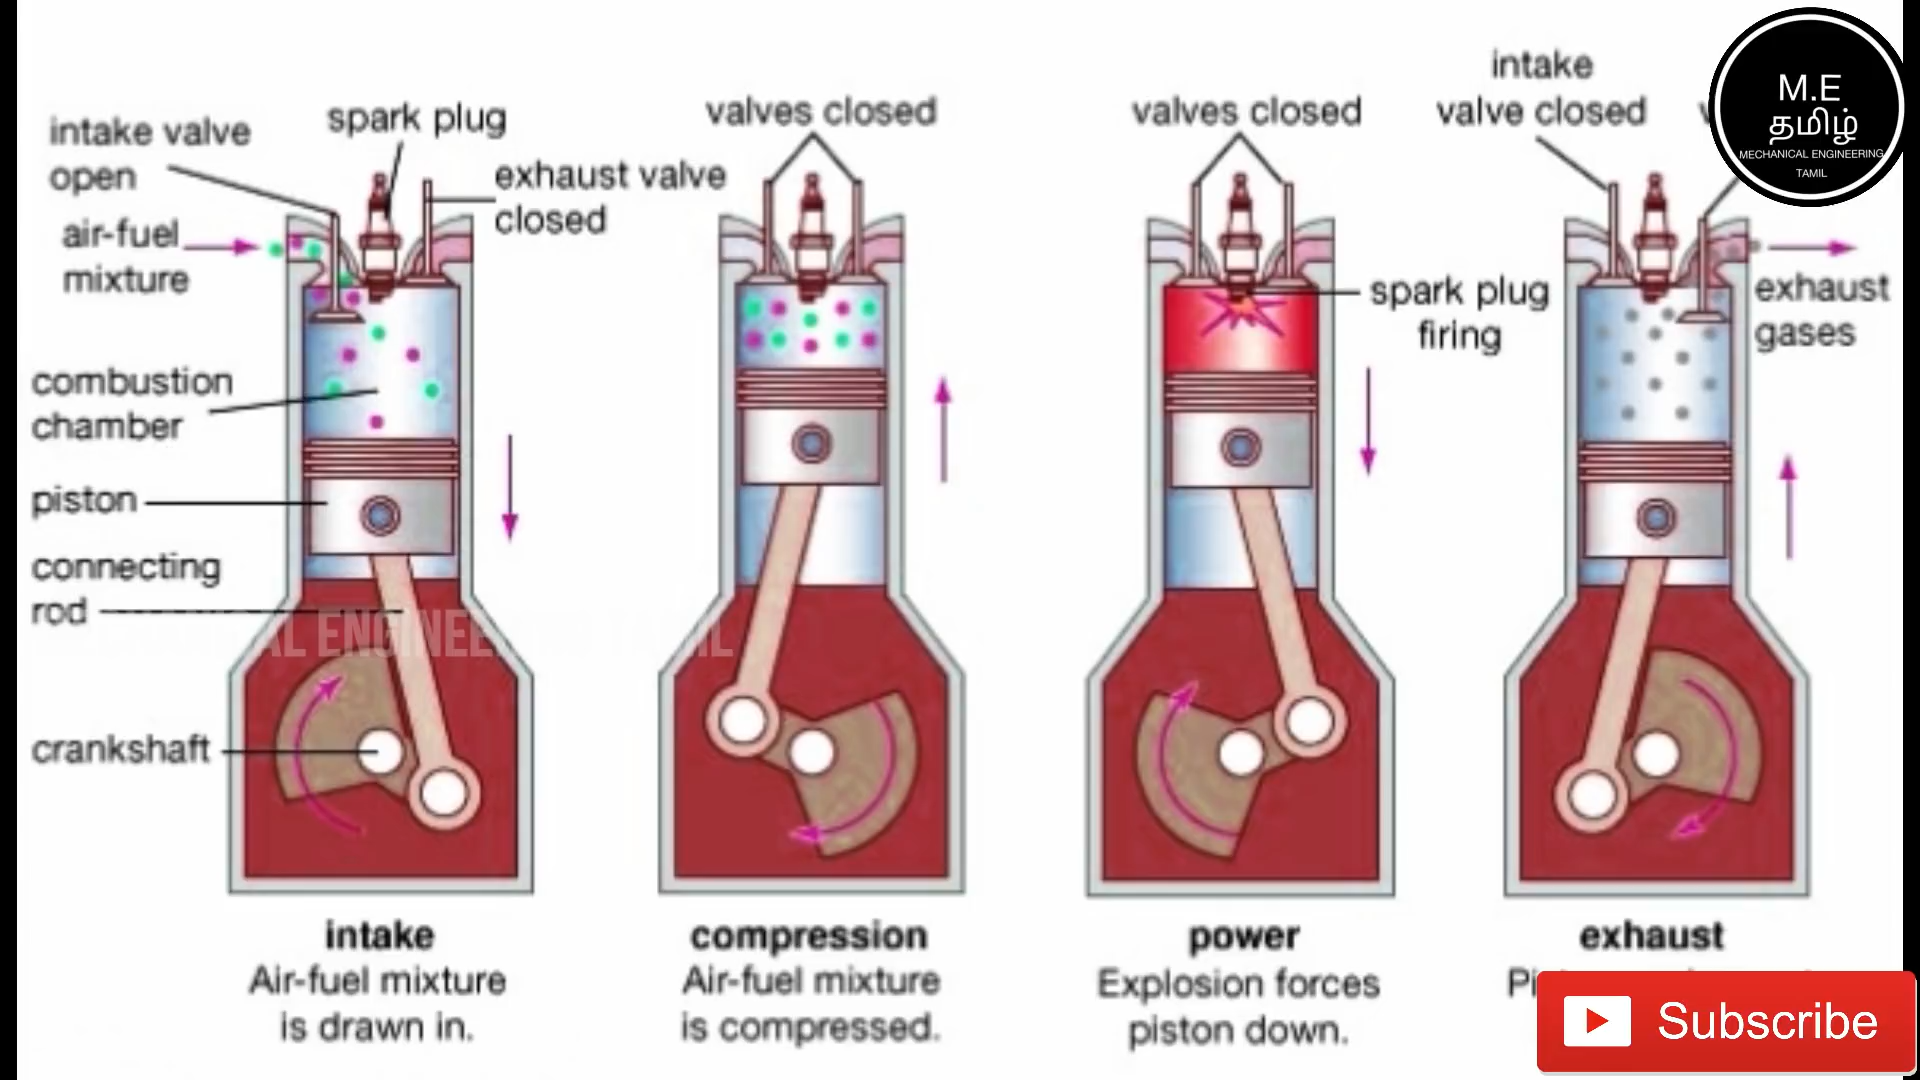 intake valve
open
spark plug
exhaust valve
closed
air-fuel
mixture
combustion
chamber
piston
connecting
rod
crankshaft
valves closed
valves closed
spark plug
firing
intake
valve closed
exhaust
gases
M.E
தமிழ்
MECHANICAL ENGINEERING
TAMIL
ENGINEERING TAMIL
intake
Air-fuel mixture
is drawn in.
compression
Air-fuel mixture
is compressed.
power
Explosion forces
piston down.
exhaust
Subscribe